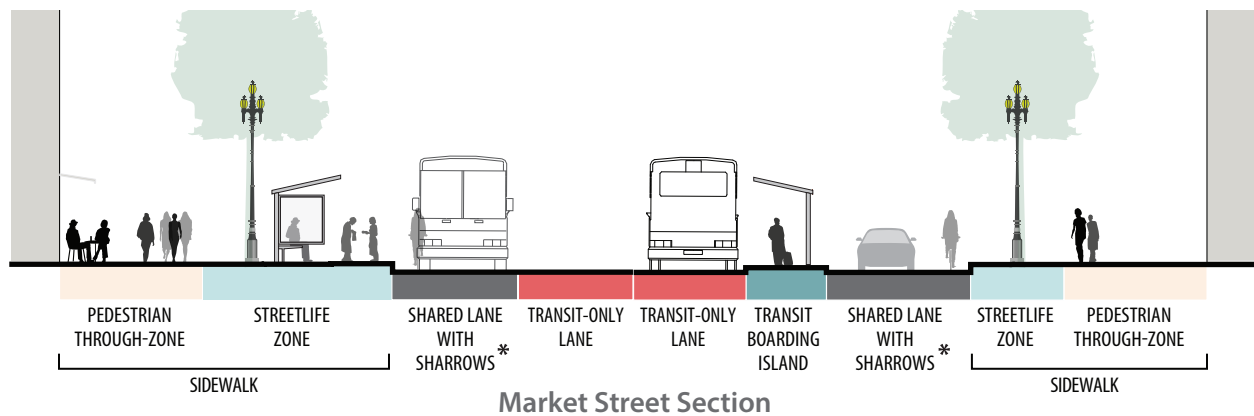 PEDESTRIAN
THROUGH-ZONE
STREETLIFE
ZONE
SHARED LANE
WITH
SHARROWS*
TRANSIT-ONLY
LANE
TRANSIT-ONLY
LANE
TRANSIT
BOARDING
ISLAND
SHARED LANE
WITH
SHARROWS*
STREETLIFE
ZONE
PEDESTRIAN
THROUGH-ZONE
SIDEWALK
SIDEWALK
Market Street Section